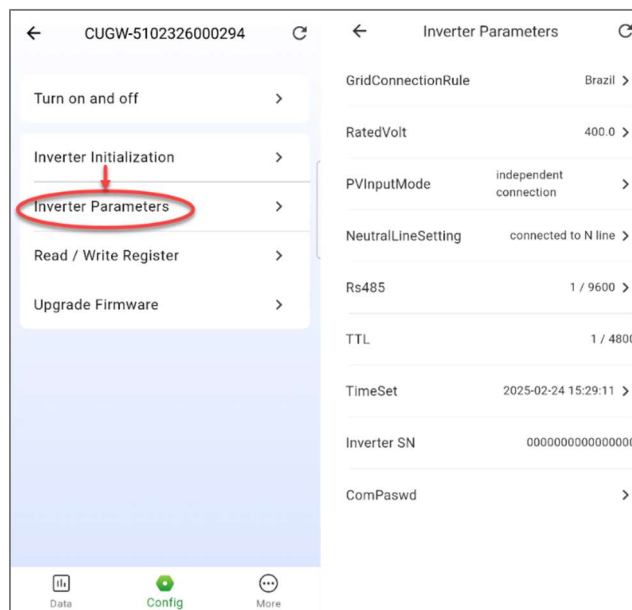 CUGW-5102326000294
Turn on and off
Inverter Initialization
Inverter Parameters
Read / Write Register
Upgrade Firmware
Data
Config
More
Inverter Parameters
GridConnectionRule Brazil
RatedVolt 400.0
PVInputMode independent
connection
NeutralLineSetting connected to N line
Rs485 1 / 9600
TTL 1 / 4800
TimeSet 2025-02-24 15:29:11
Inverter SN 0000000000000000
ComPaswd